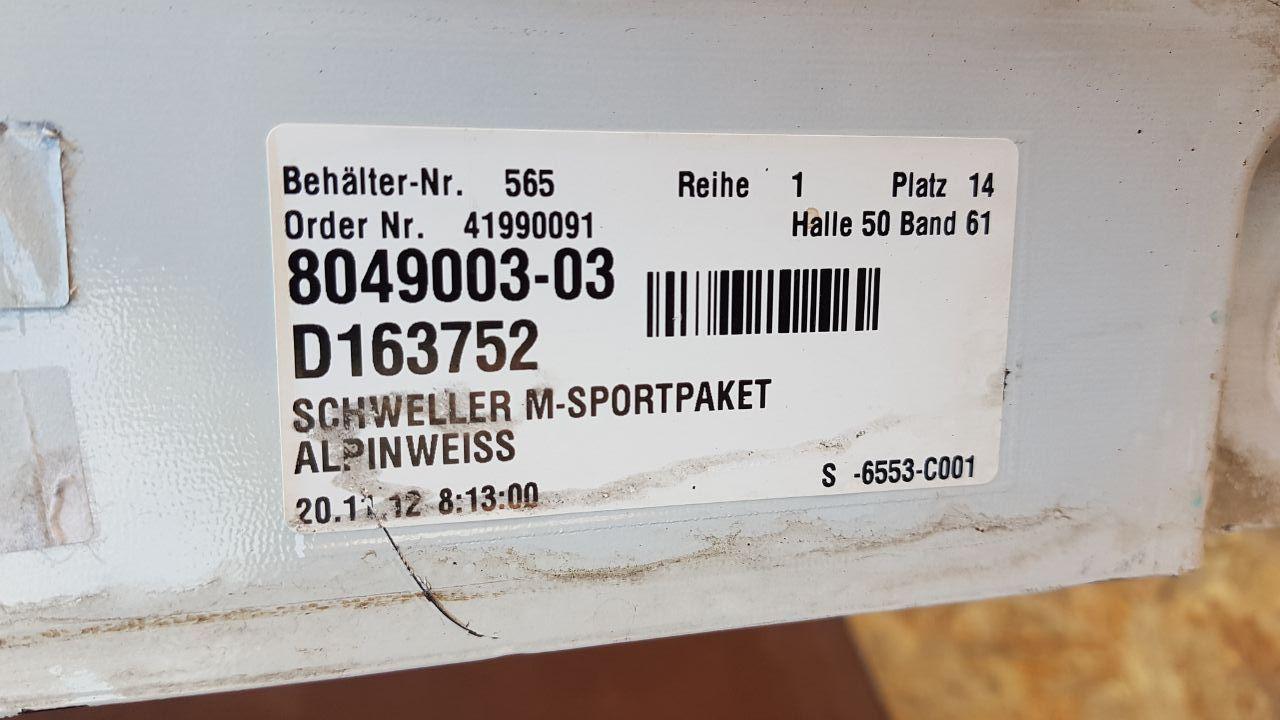 Behälter-Nr. 565 Reihe 1 Platz 14
Order Nr. 41990091 Halle 50 Band 61
8049003-03
D163752
SCHWELLER M-SPORTPAKET
ALPINWEISS
S -6553-C001
20.11.12 8:13:00